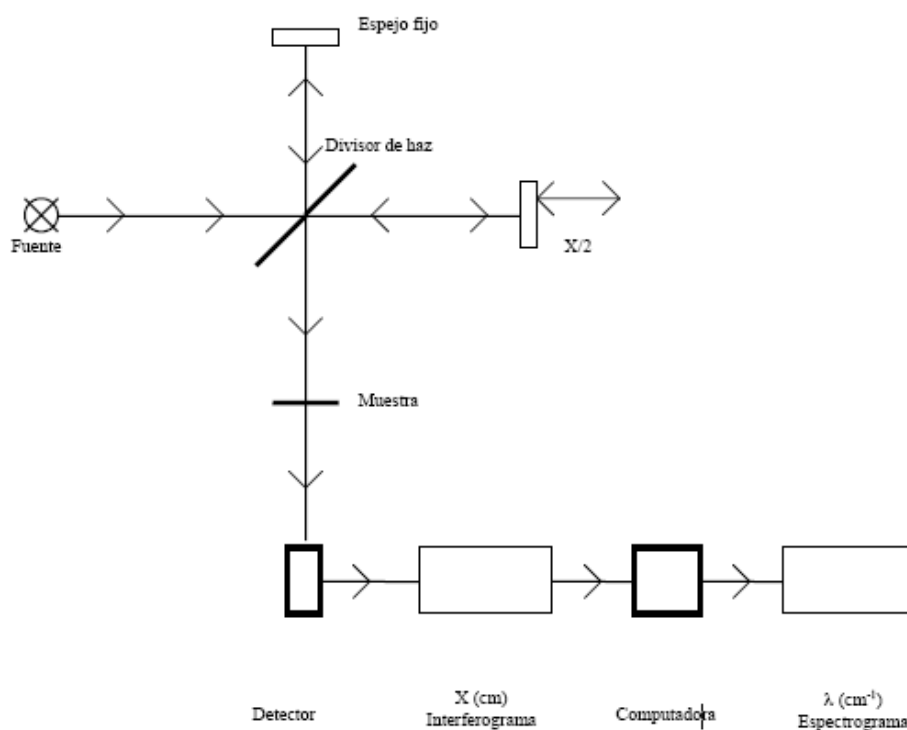 Espejo fijo
Divisor de haz
Fuente
X/2
Muestra
Detector
X (cm)
Interferograma
Computadora
λ (cm⁻¹)
Espectrograma